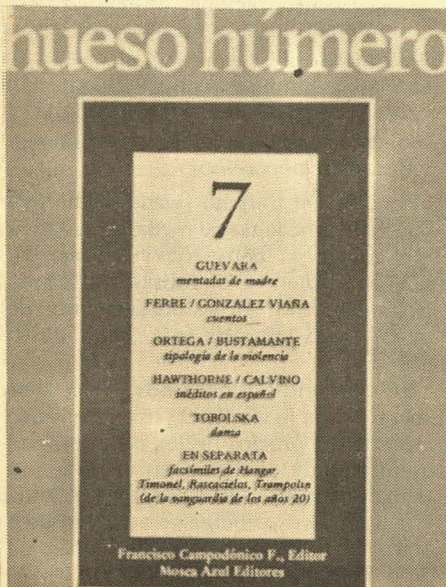 hueso húmero
7
GUEVARA
mentadas de madre
FERRE / GONZALEZ VIAÑA
cuentos
ORTEGA / BUSTAMANTE
tipología de la violencia
HAWTHORNE / CALVINO
inéditos en español
TOBOLSKA
danza
EN SEPARATA
facsímiles de Hangar
Timonel, Rascacielos, Trampolín
(de la vanguardia de los años 20)
Francisco Campodónico F., Editor
Mosca Azul Editores